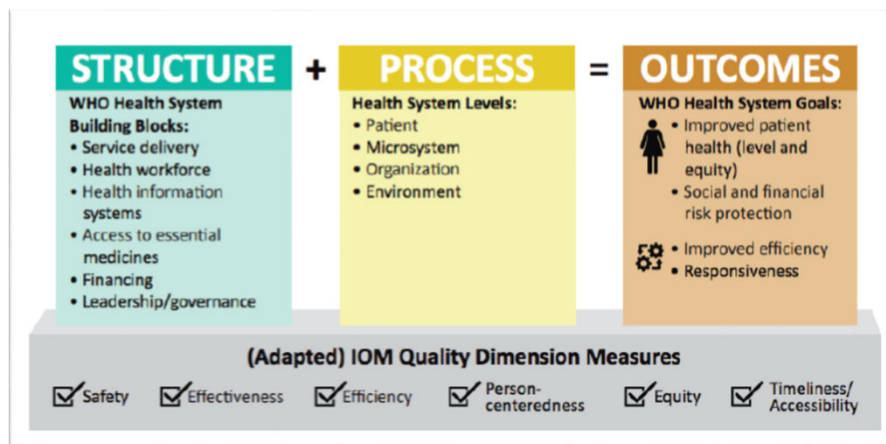 STRUCTURE + PROCESS = OUTCOMES
WHO Health System
Building Blocks:
• Service delivery
• Health workforce
• Health information
systems
• Access to essential
medicines
• Financing
• Leadership/governance
Health System Levels:
• Patient
• Microsystem
• Organization
• Environment
WHO Health System Goals:
• Improved patient
health (level and
equity)
• Social and financial
risk protection
• Improved efficiency
• Responsiveness
(Adapted) IOM Quality Dimension Measures
Safety
Effectiveness
Efficiency
Person-
centeredness
Equity
Timeliness/
Accessibility